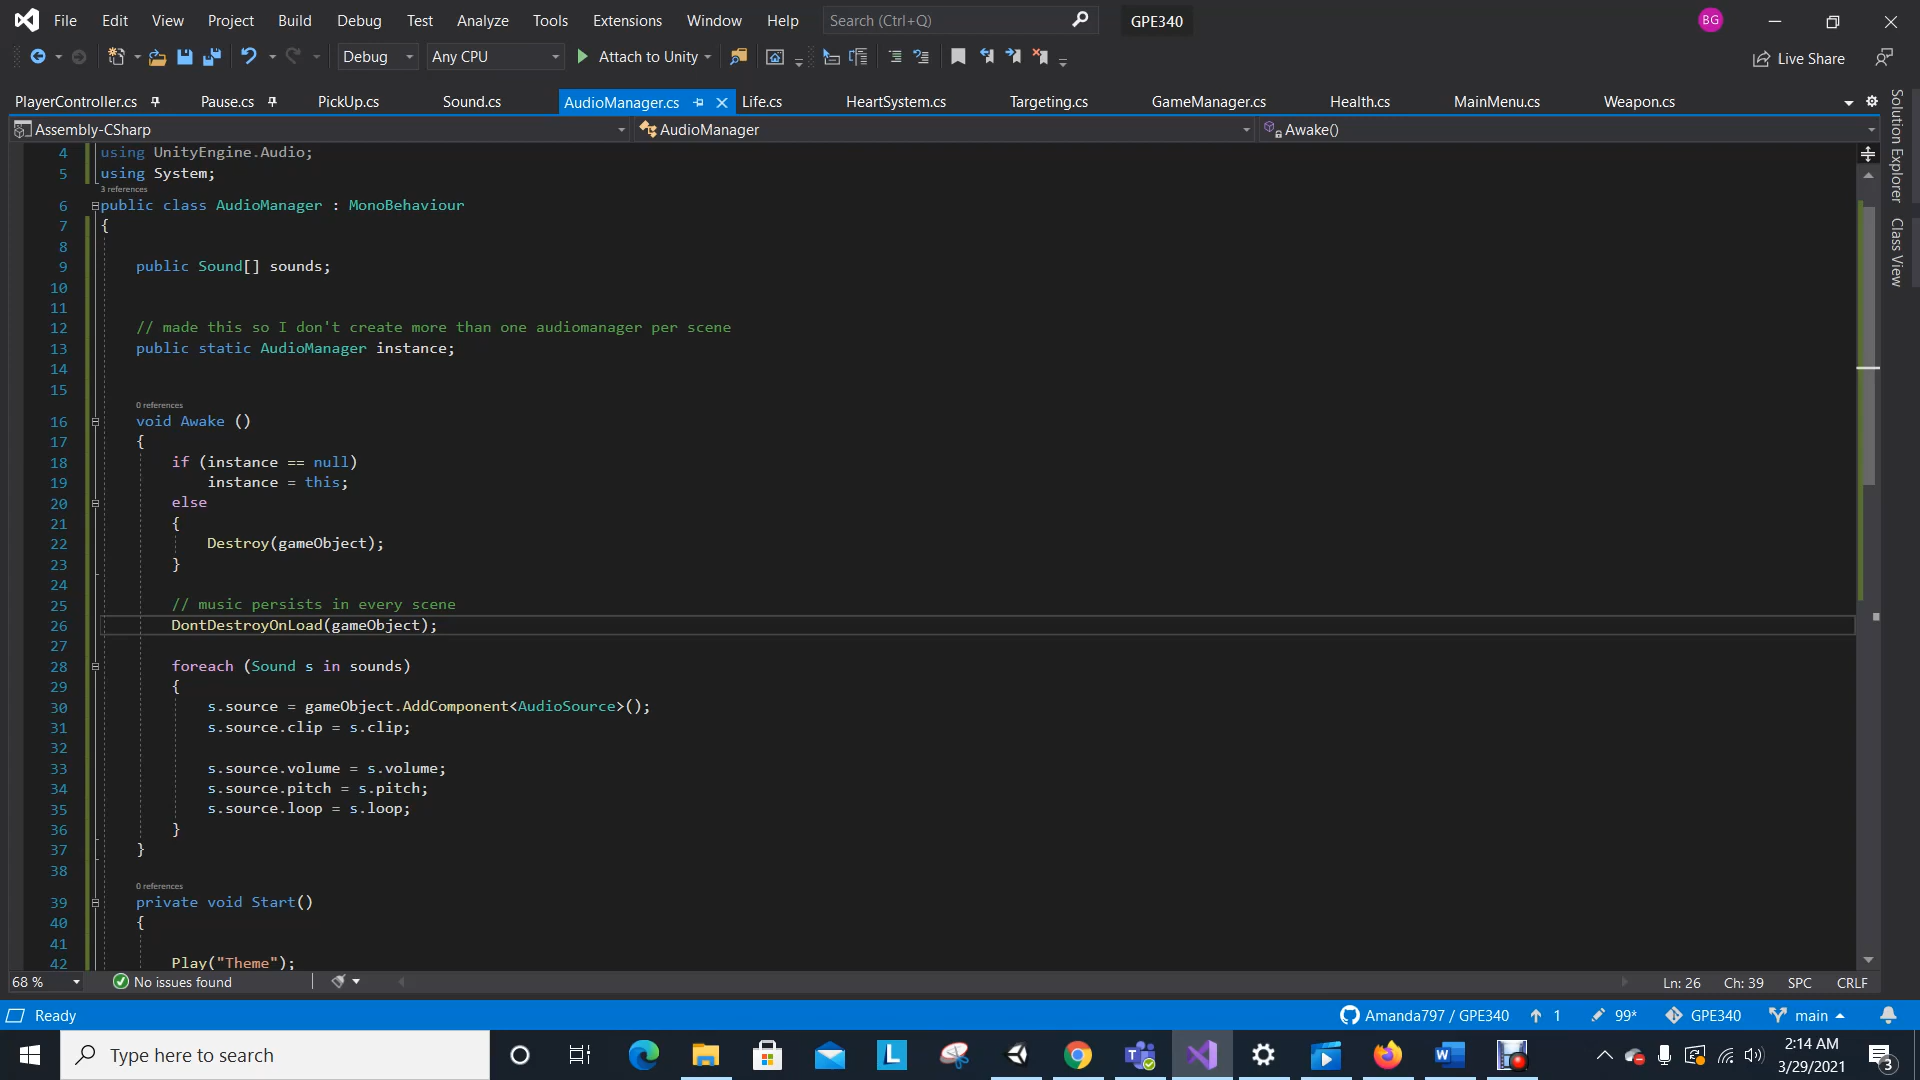 File Edit View Project Build Debug Test Analyze Tools Extensions Window Help Search (Ctrl+Q) GPE340 BG
Debug Any CPU Attach to Unity Live Share
PlayerController.cs Pause.cs PickUp.cs Sound.cs AudioManager.cs Life.cs HeartSystem.cs Targeting.cs GameManager.cs Health.cs MainMenu.cs Weapon.cs
Assembly-CSharp AudioManager Awake()
Solution Explorer
Class View
4 using UnityEngine.Audio;
5 using System;
3 references
6 public class AudioManager : MonoBehaviour
7 {
8
9 public Sound[] sounds;
10
11
12 // made this so I don't create more than one audiomanager per scene
13 public static AudioManager instance;
14
15
0 references
16 void Awake ()
17 {
18 if (instance == null)
19 instance = this;
20 else
21 {
22 Destroy(gameObject);
23 }
24
25 // music persists in every scene
26 DontDestroyOnLoad(gameObject);
27
28 foreach (Sound s in sounds)
29 {
30 s.source = gameObject.AddComponent<AudioSource>();
31 s.source.clip = s.clip;
32
33 s.source.volume = s.volume;
34 s.source.pitch = s.pitch;
35 s.source.loop = s.loop;
36 }
37 }
38
0 references
39 private void Start()
40 {
41
42 Play("Theme");
68 % No issues found Ln: 26 Ch: 39 SPC CRLF
Ready Amanda797 / GPE340 1 99* GPE340 main
Type here to search L W 2:14 AM
3/29/2021 3